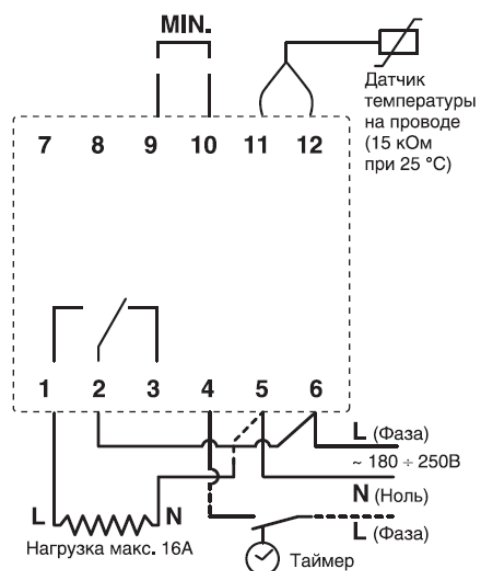 MIN.
Датчик
температуры
на проводе
(15 кОм
при 25 °C)
7 8 9 10 11 12
1 2 3 4 5 6
L (Фаза)
~ 180 ÷ 250В
N (Ноль)
L (Фаза)
L N
Нагрузка макс. 16А
Таймер